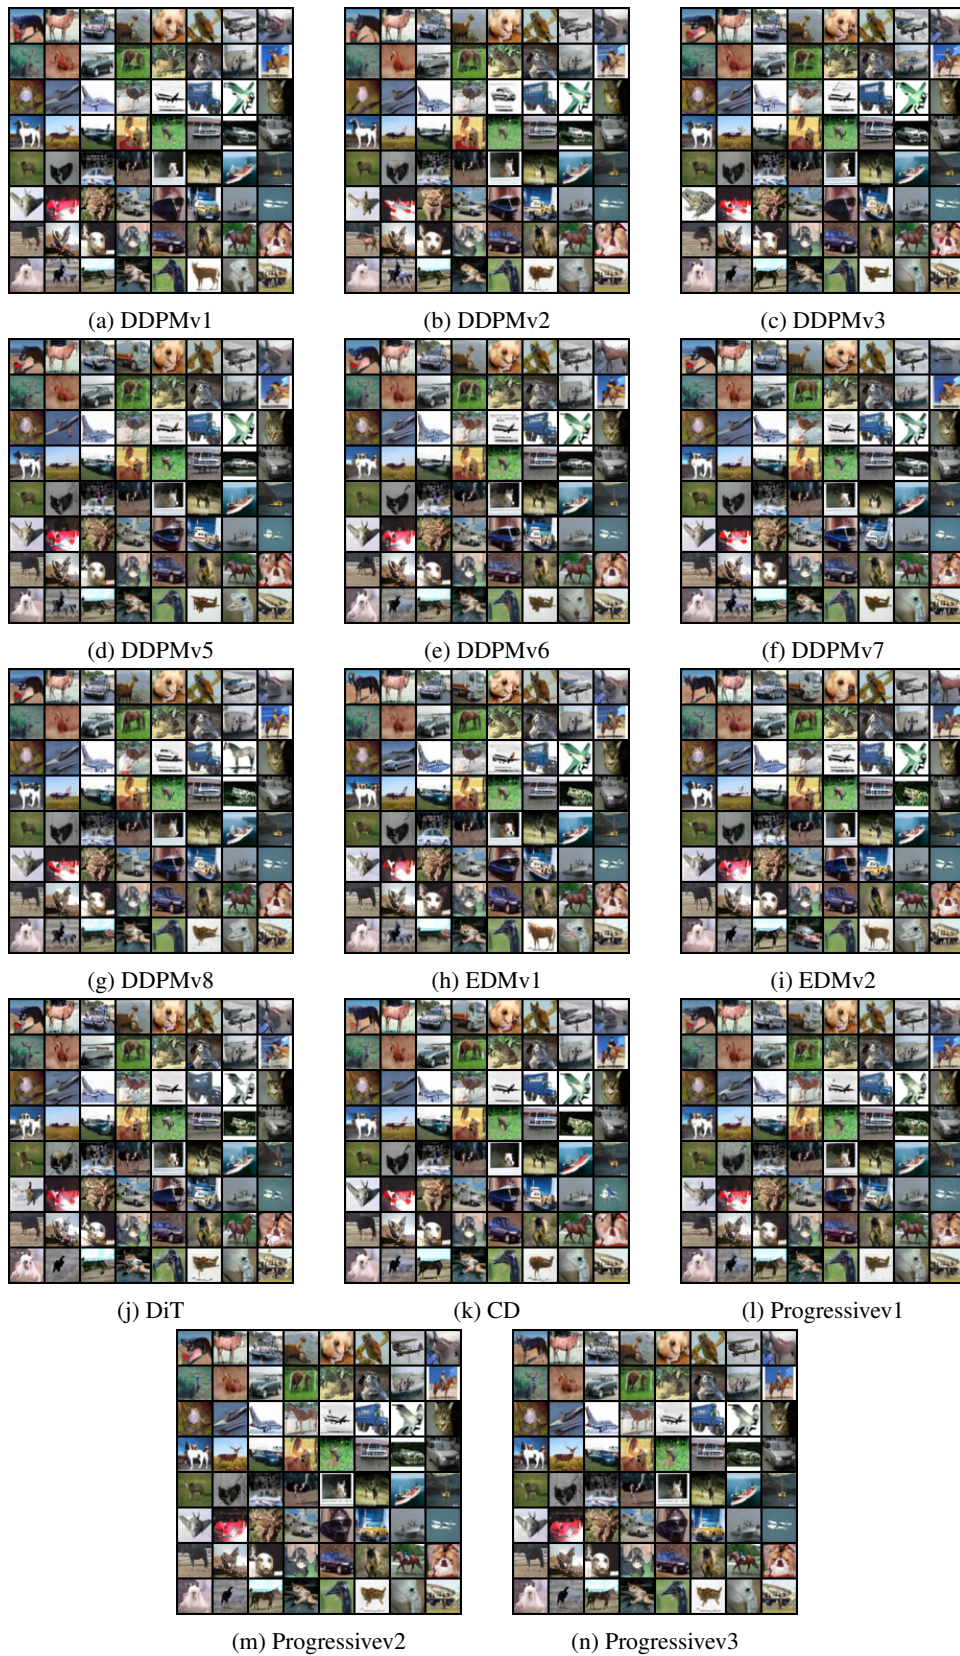 (a) DDPMv1
(b) DDPMv2
(c) DDPMv3
(d) DDPMv5
(e) DDPMv6
(f) DDPMv7
(g) DDPMv8
(h) EDMv1
(i) EDMv2
(j) DiT
(k) CD
(l) Progressivev1
(m) Progressivev2
(n) Progressivev3